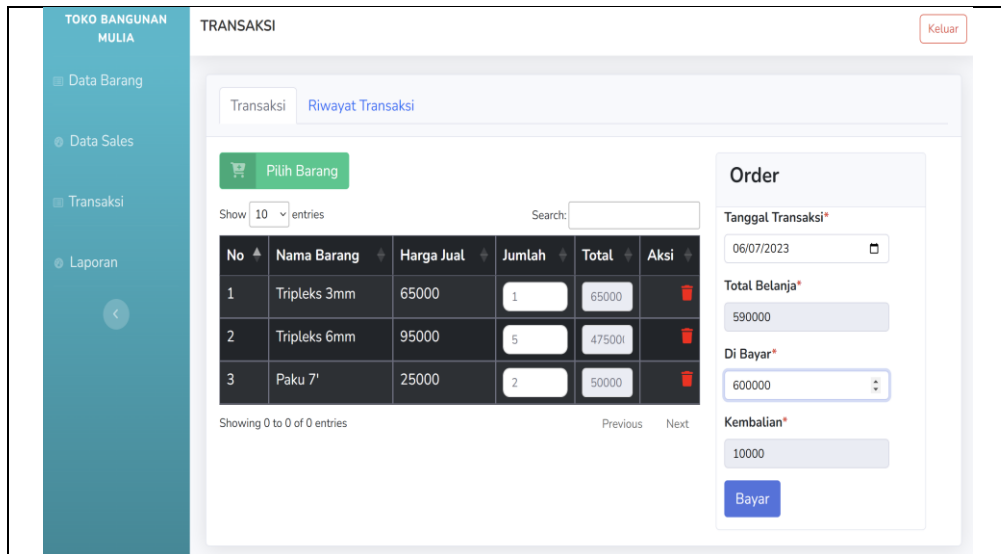 TOKO BANGUNAN
MULIA
TRANSAKSI
Keluar
Data Barang
Data Sales
Transaksi
Laporan
Transaksi Riwayat Transaksi
Pilih Barang
Show 10 entries Search:
No Nama Barang Harga Jual Jumlah Total Aksi
1 Tripleks 3mm 65000 1 65000
2 Tripleks 6mm 95000 5 47500
3 Paku 7' 25000 2 50000
Showing 0 to 0 of 0 entries Previous Next
Order
Tanggal Transaksi*
06/07/2023
Total Belanja*
590000
Di Bayar*
600000
Kembalian*
10000
Bayar